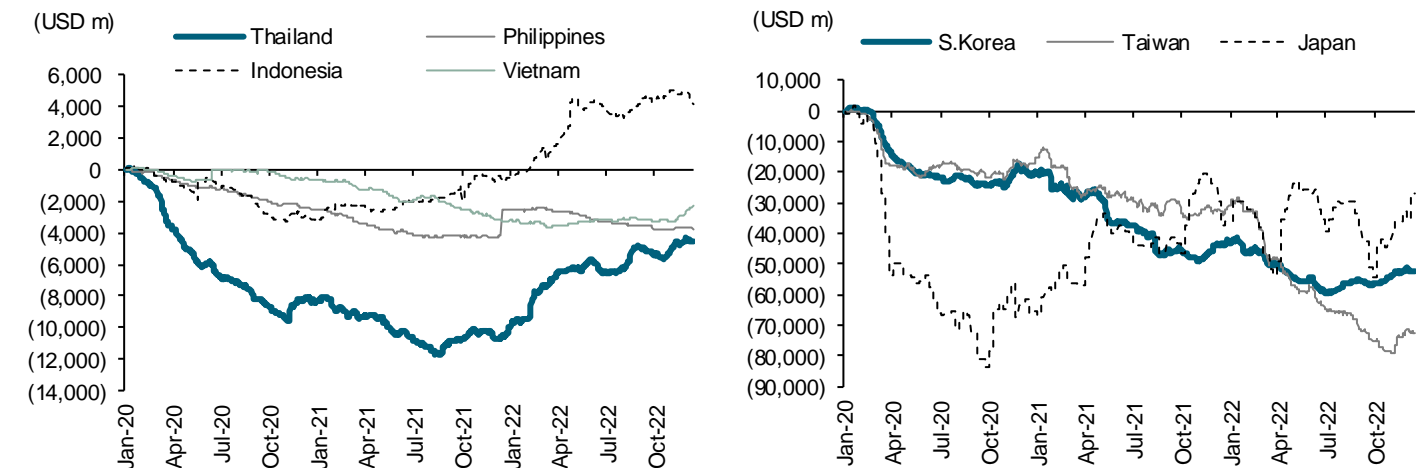 (USD m)
Thailand
Philippines
Indonesia
Vietnam
6,000
4,000
2,000
0
(2,000)
(4,000)
(6,000)
(8,000)
(10,000)
(12,000)
(14,000)
Jan-20
Apr-20
Jul-20
Oct-20
Jan-21
Apr-21
Jul-21
Oct-21
Jan-22
Apr-22
Jul-22
Oct-22
(USD m)
S.Korea
Taiwan
Japan
10,000
0
(10,000)
(20,000)
(30,000)
(40,000)
(50,000)
(60,000)
(70,000)
(80,000)
(90,000)
Jan-20
Apr-20
Jul-20
Oct-20
Jan-21
Apr-21
Jul-21
Oct-21
Jan-22
Apr-22
Jul-22
Oct-22